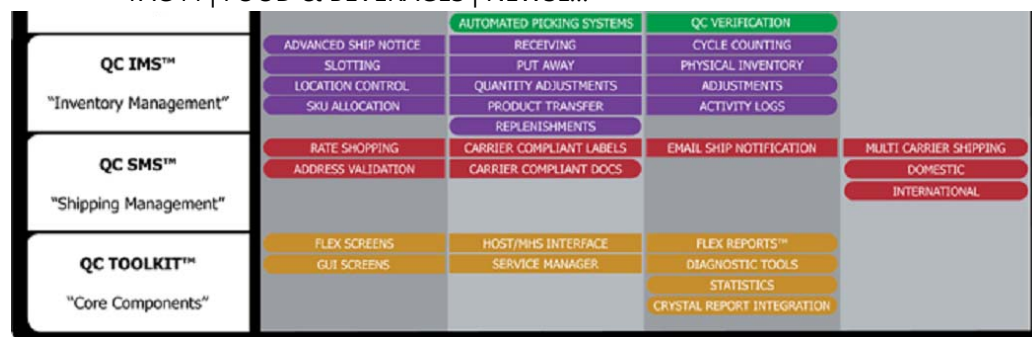 AUTOMATED PICKING SYSTEMS QC VERIFICATION
QC IMS™
"Inventory Management"
ADVANCED SHIP NOTICE RECEIVING CYCLE COUNTING
SLOTTING PUT AWAY PHYSICAL INVENTORY
LOCATION CONTROL QUANTITY ADJUSTMENTS ADJUSTMENTS
SKU ALLOCATION PRODUCT TRANSFER ACTIVITY LOGS
REPLENISHMENTS
QC SMS™
"Shipping Management"
RATE SHOPPING CARRIER COMPLIANT LABELS EMAIL SHIP NOTIFICATION MULTI CARRIER SHIPPING
ADDRESS VALIDATION CARRIER COMPLIANT DOCS DOMESTIC
INTERNATIONAL
QC TOOLKIT™
"Core Components"
FLEX SCREENS HOST/MHS INTERFACE FLEX REPORTS™
GUI SCREENS SERVICE MANAGER DIAGNOSTIC TOOLS
STATISTICS
CRYSTAL REPORT INTEGRATION